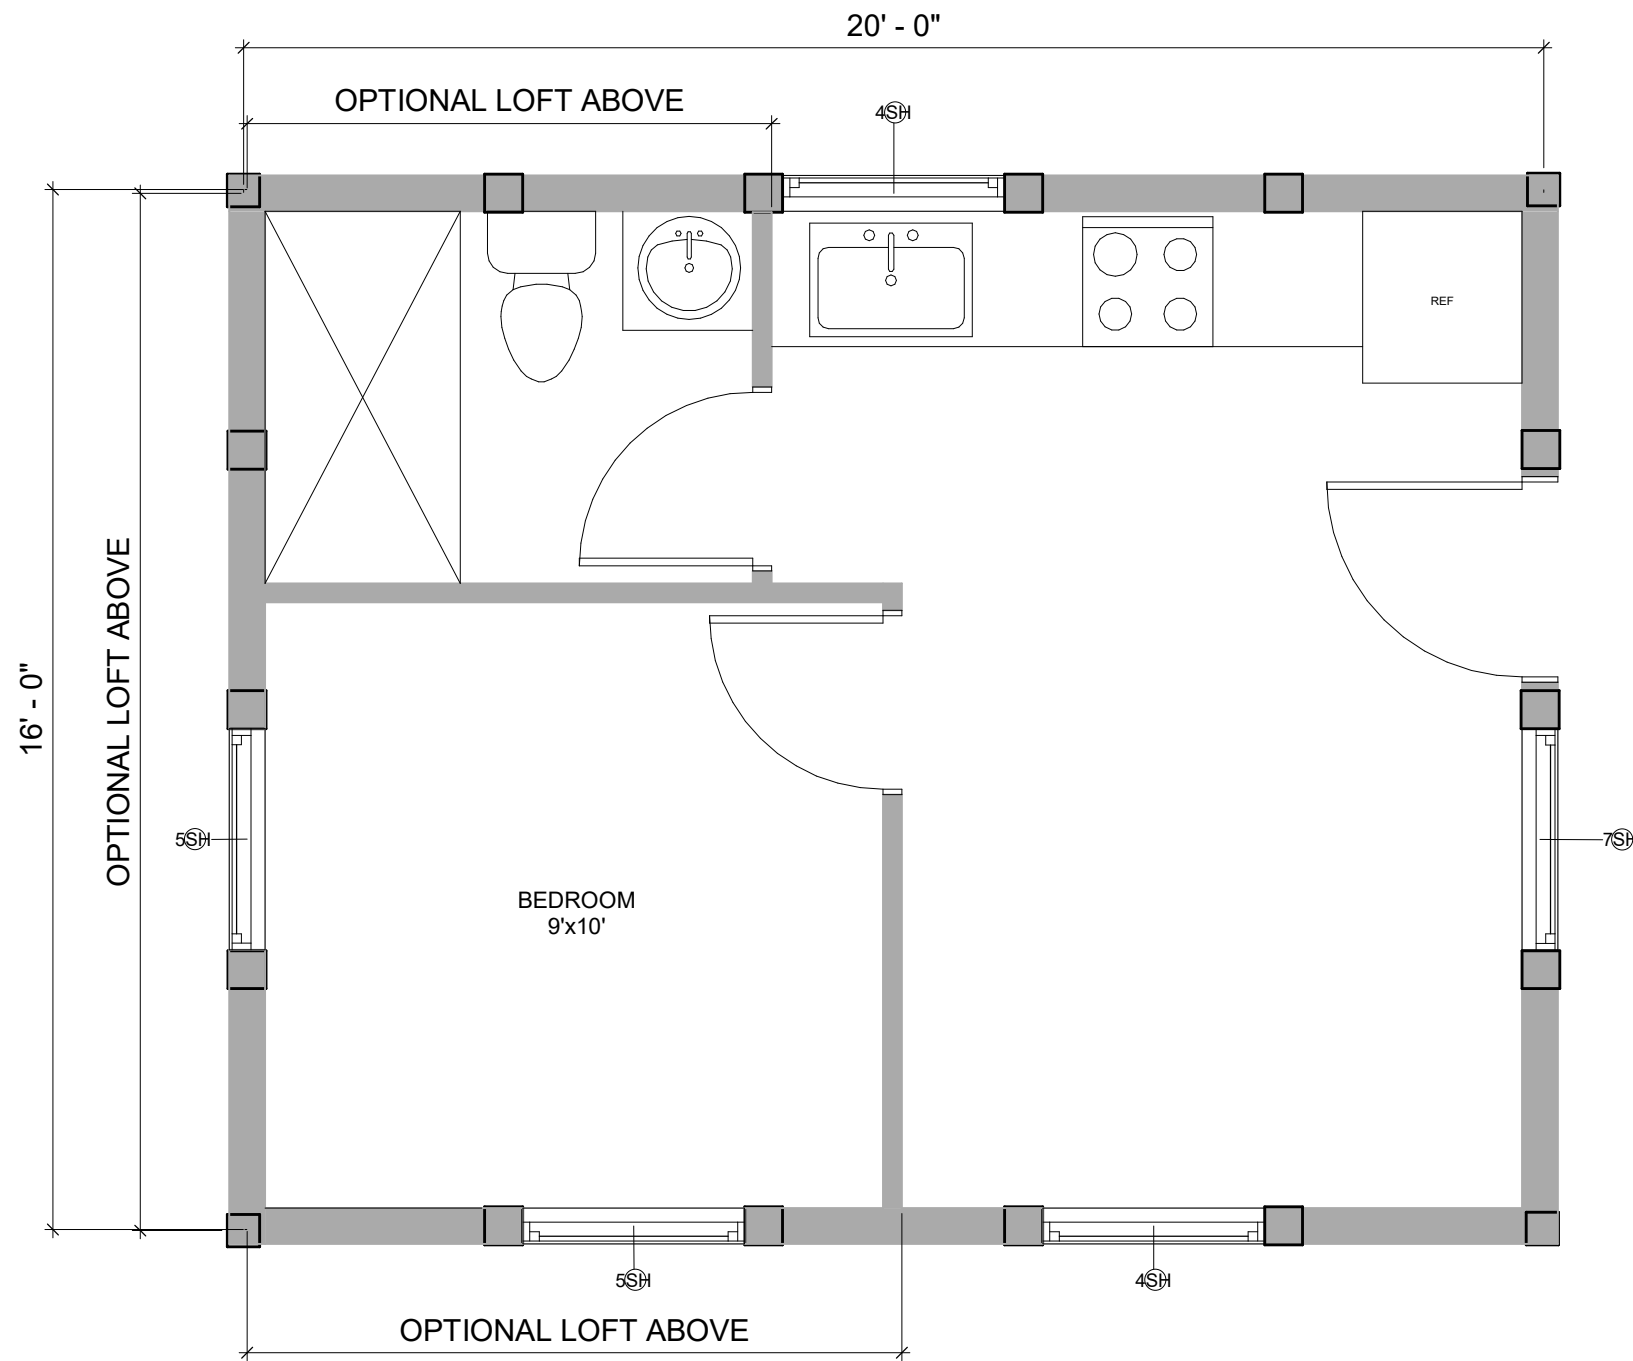 20' - 0"
OPTIONAL LOFT ABOVE
4SH
REF
OPTIONAL LOFT ABOVE
16' - 0"
5SH
7SH
BEDROOM
9'x10'
5SH
4SH
OPTIONAL LOFT ABOVE